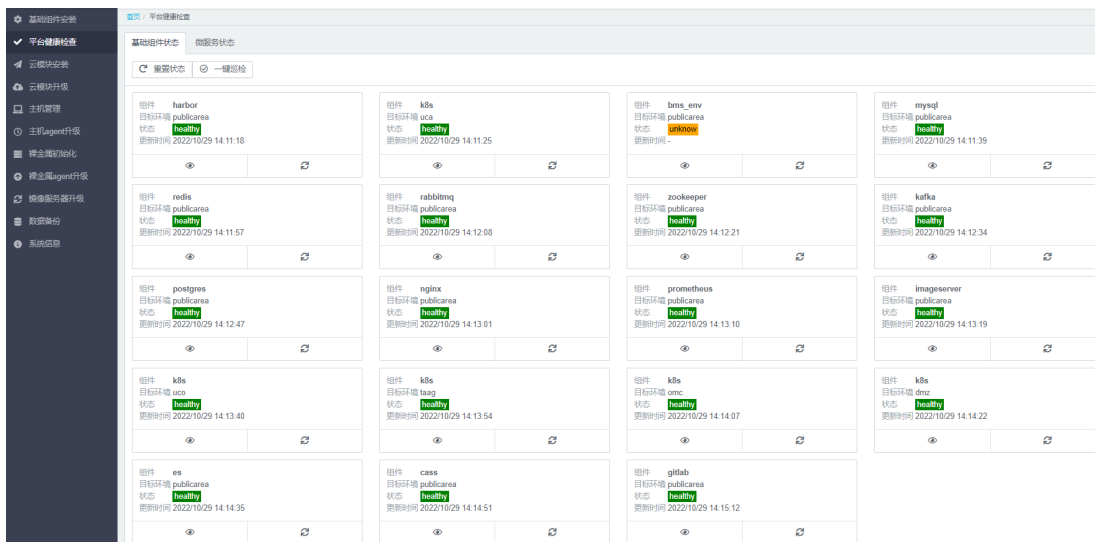 基础组件安装
平台健康检查
云模块安装
云模块升级
主机管理
主机agent升级
裸金属初始化
裸金属agent升级
镜像服务器升级
数据备份
系统信息
首页 / 平台健康检查
基础组件状态 微服务状态
重置状态 一键巡检
组件 harbor
目标环境 publicarea
状态 healthy
更新时间 2022/10/29 14:11:18
组件 k8s
目标环境 uca
状态 healthy
更新时间 2022/10/29 14:11:25
组件 bms_env
目标环境 publicarea
状态 unknow
更新时间 -
组件 mysql
目标环境 publicarea
状态 healthy
更新时间 2022/10/29 14:11:39
组件 redis
目标环境 publicarea
状态 healthy
更新时间 2022/10/29 14:11:57
组件 rabbitmq
目标环境 publicarea
状态 healthy
更新时间 2022/10/29 14:12:08
组件 zookeeper
目标环境 publicarea
状态 healthy
更新时间 2022/10/29 14:12:21
组件 kafka
目标环境 publicarea
状态 healthy
更新时间 2022/10/29 14:12:34
组件 postgres
目标环境 publicarea
状态 healthy
更新时间 2022/10/29 14:12:47
组件 nginx
目标环境 publicarea
状态 healthy
更新时间 2022/10/29 14:13:01
组件 prometheus
目标环境 publicarea
状态 healthy
更新时间 2022/10/29 14:13:10
组件 imageserver
目标环境 publicarea
状态 healthy
更新时间 2022/10/29 14:13:19
组件 k8s
目标环境 uco
状态 healthy
更新时间 2022/10/29 14:13:40
组件 k8s
目标环境 taag
状态 healthy
更新时间 2022/10/29 14:13:54
组件 k8s
目标环境 omc
状态 healthy
更新时间 2022/10/29 14:14:07
组件 k8s
目标环境 dmz
状态 healthy
更新时间 2022/10/29 14:14:22
组件 es
目标环境 publicarea
状态 healthy
更新时间 2022/10/29 14:14:35
组件 cass
目标环境 publicarea
状态 healthy
更新时间 2022/10/29 14:14:51
组件 gitlab
目标环境 publicarea
状态 healthy
更新时间 2022/10/29 14:15:12